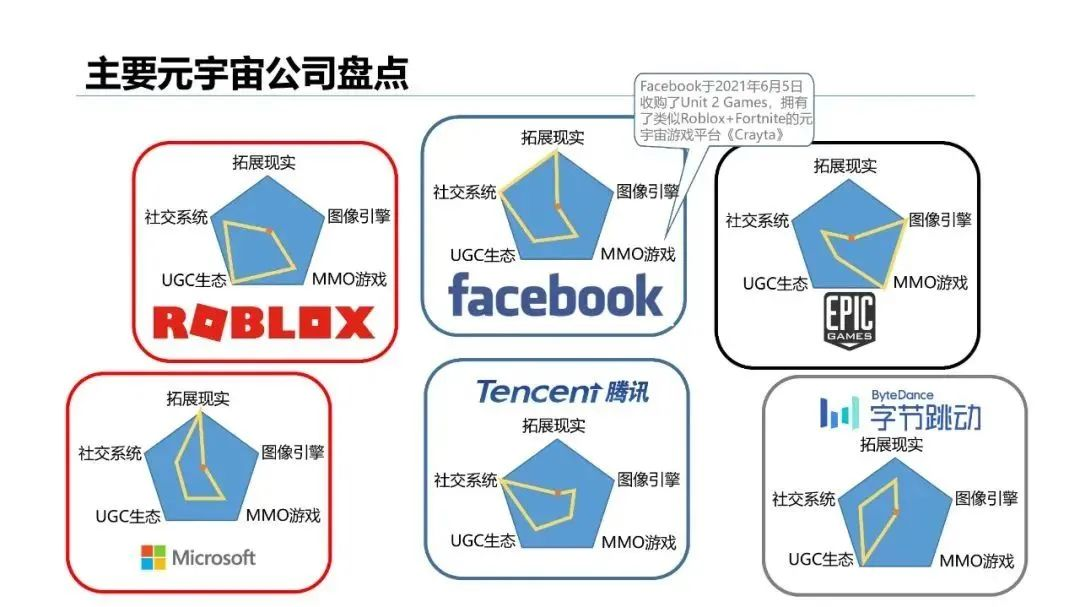 主要元宇宙公司盘点
Facebook于2021年6月5日
收购了Unit 2 Games，拥有
了类似Roblox+Fortnite的元
宇宙游戏平台《Crayta》
拓展现实
社交系统
图像引擎
UGC生态
MMO游戏
ROBLOX
拓展现实
社交系统
图像引擎
UGC生态
MMO游戏
facebook
拓展现实
社交系统
图像引擎
UGC生态
MMO游戏
EPIC
GAMES
拓展现实
社交系统
图像引擎
UGC生态
MMO游戏
Microsoft
Tencent 腾讯
拓展现实
社交系统
图像引擎
UGC生态
MMO游戏
ByteDance
字节跳动
拓展现实
社交系统
图像引擎
UGC生态
MMO游戏